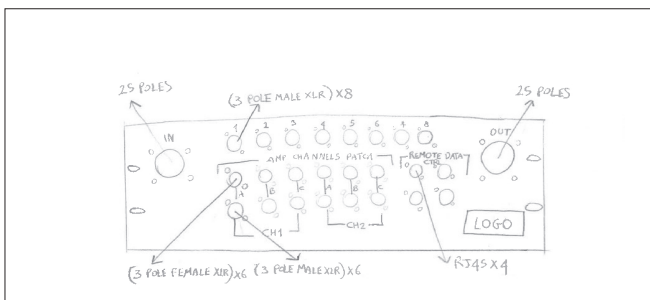 25 POLES
25 POLES
(3 POLE MALE XLR) X8
IN
1 2 3 4 5 6 7 8
OUT
AMP CHANNELS PATCH
REMOTE DATA
CTR
A B C A B C
CH1
CH2
LOGO
(3 POLE FEMALE XLR) X6
(3 POLE MALE XLR) X6
RJ45 X 4